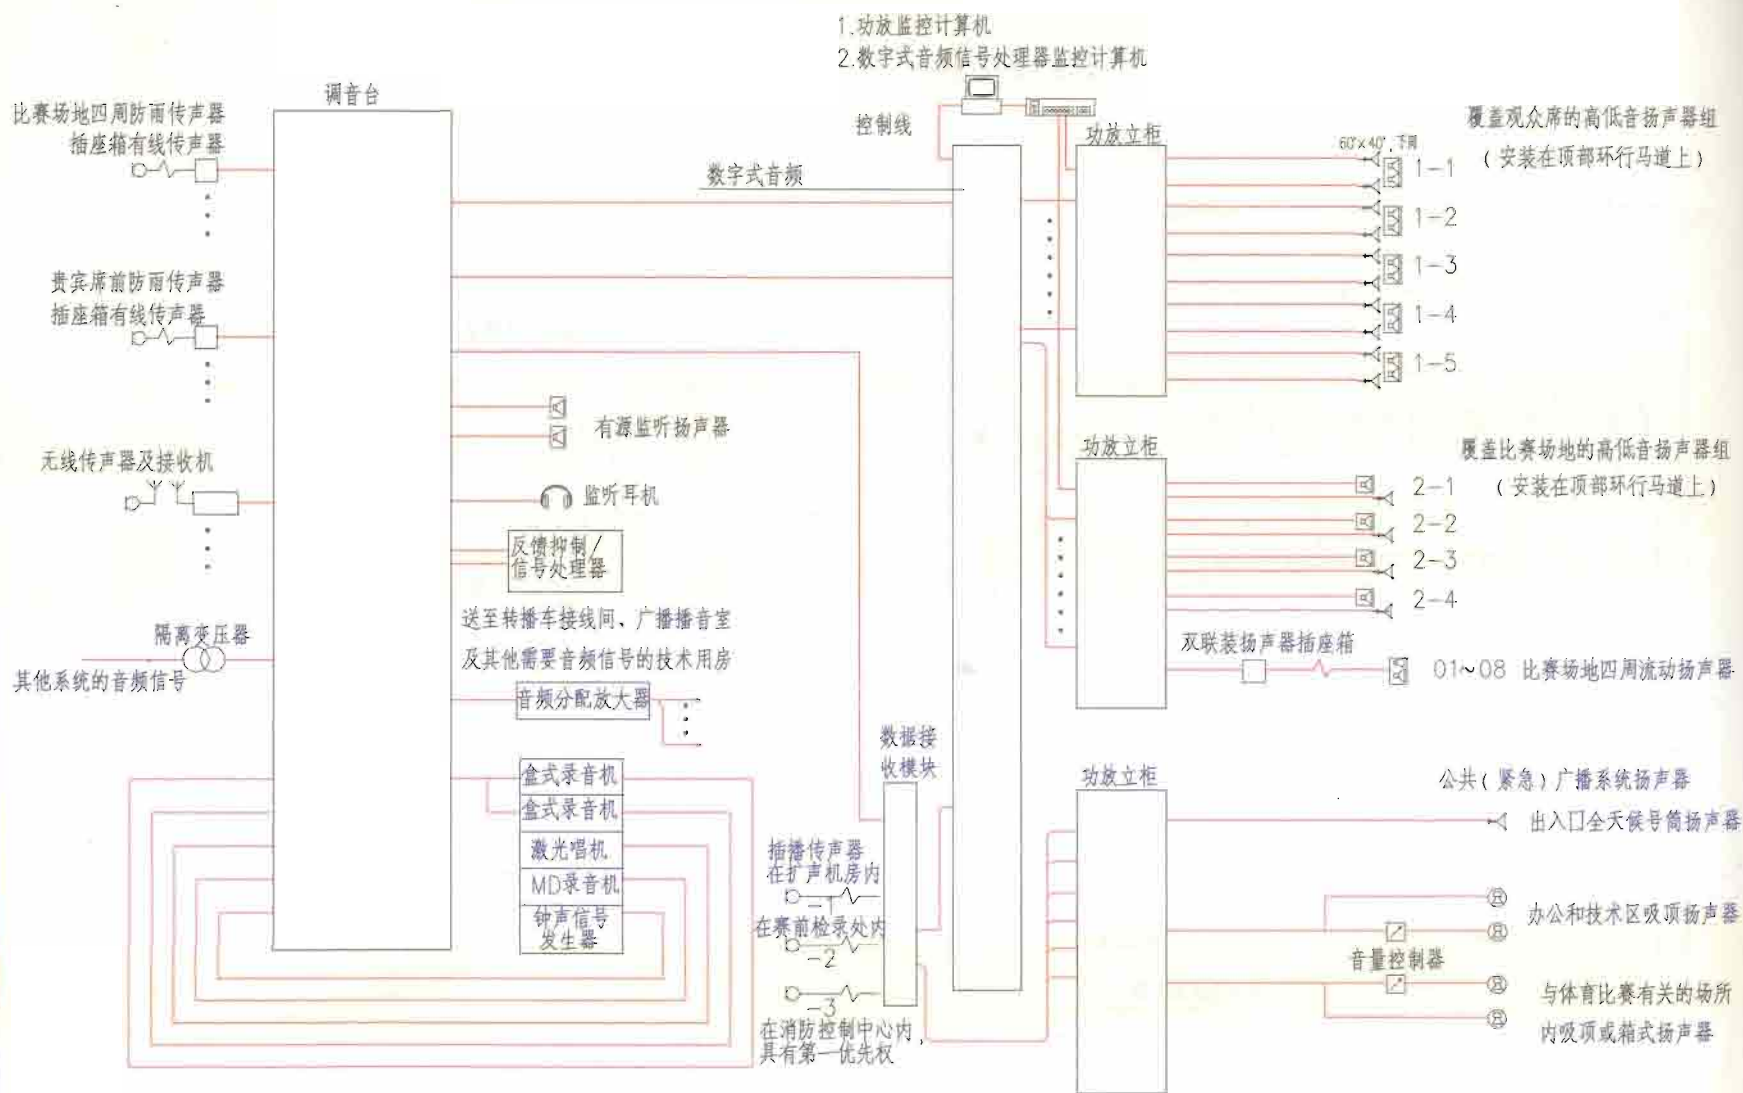 1.功放监控计算机
2.数字式音频信号处理器监控计算机
调音台
比赛场地四周防雨传声器
插座箱有线传声器
控制线
功放立柜
60°×40°,下同
覆盖观众席的高低音扬声器组
(安装在顶部环行马道上)
1-1
数字式音频
1-2
1-3
1-4
1-5
贵宾席前防雨传声器
插座箱有线传声器
有源监听扬声器
无线传声器及接收机
监听耳机
反馈抑制/
信号处理器
功放立柜
覆盖比赛场地的高低音扬声器组
(安装在顶部环行马道上)
2-1
2-2
2-3
2-4
送至转播车接线间、广播播音室
及其他需要音频信号的技术用房
隔离变压器
其他系统的音频信号
音频分配放大器
双联装扬声器插座箱
01~08 比赛场地四周流动扬声器
数据接
收模块
盒式录音机
盒式录音机
激光唱机
MD录音机
钟声信号
发生器
功放立柜
公共(紧急)广播系统扬声器
出入口全天候号筒扬声器
插播传声器
在扩声机房内
-1
在赛前检录处内
-2
-3
在消防控制中心内,
具有第一优先权
办公和技术区吸顶扬声器
音量控制器
与体育比赛有关的场所
内吸顶或箱式扬声器